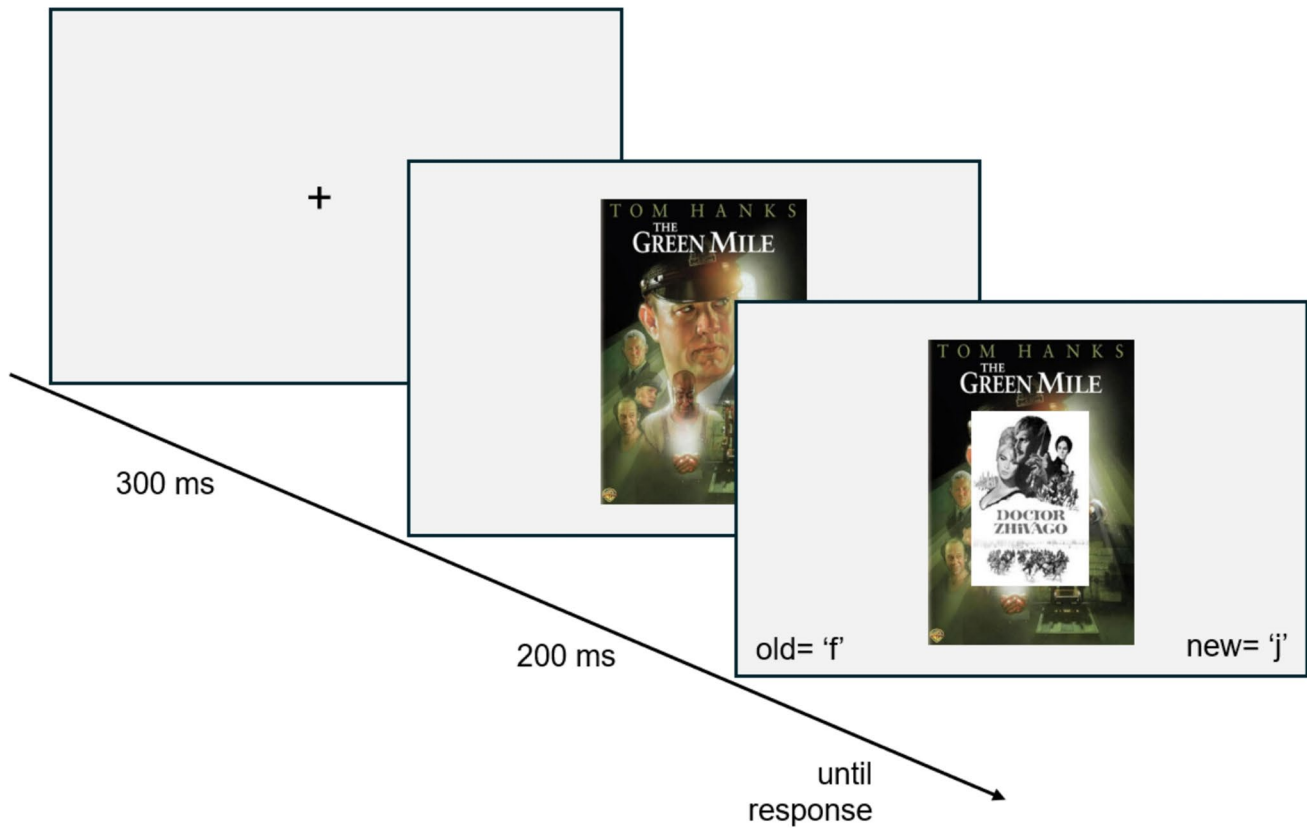 +
TOM HANKS
THE
GREEN MILE
TOM HANKS
THE
GREEN MILE
DOCTOR
ZHIVAGO
old= ‘f’
new= ‘j’
300 ms
200 ms
until
response